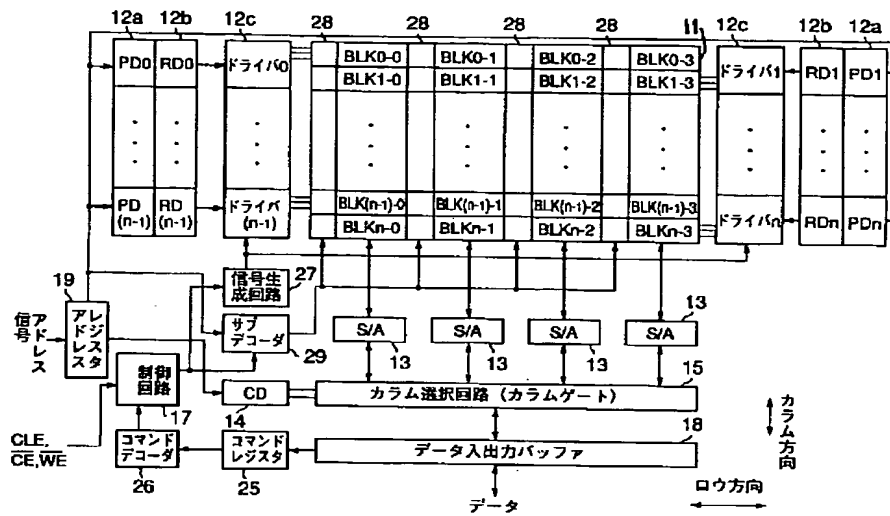 12a 12b 12c 28 28 28 28 11 12c 12b 12a
PD0 RD0 ドライバ0 BLK0-0 BLK0-1 BLK0-2 BLK0-3 ドライバ1 RD1 PD1
BLK1-0 BLK1-1 BLK1-2 BLK1-3
PD(n-1) RD(n-1) ドライバ(n-1) BLK(n-1)-0 BLK(n-1)-1 BLK(n-1)-2 BLK(n-1)-3 ドライバn RDn PDn
BLKn-0 BLKn-1 BLKn-2 BLKn-3
19 信号生成回路 27
アドレス信号 アドレスレジスタ サブデコーダ 29 S/A 13 S/A 13 S/A 13 S/A 13
制御回路 17 CD 14 カラム選択回路(カラムゲート) 15 カラム方向
CLE, CE, WE コマンドデコーダ 26 コマンドレジスタ 25 データ入出力バッファ 18
データ ロウ方向